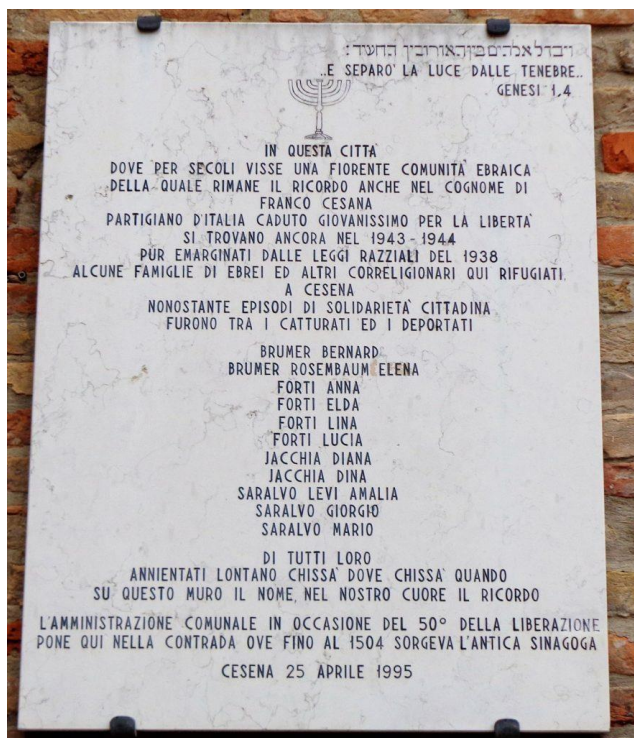 ויבדל אלהים בין האור ובין החשך:
..E SEPARO' LA LUCE DALLE TENEBRE..
GENESI 1,4
IN QUESTA CITTA'
DOVE PER SECOLI VISSE UNA FIORENTE COMUNITA' EBRAICA
DELLA QUALE RIMANE IL RICORDO ANCHE NEL COGNOME DI
FRANCO CESANA
PARTIGIANO D'ITALIA CADUTO GIOVANISSIMO PER LA LIBERTA'
SI TROVANO ANCORA NEL 1943-1944
PUR EMARGINATI DALLE LEGGI RAZZIALI DEL 1938
ALCUNE FAMIGLIE DI EBREI ED ALTRI CORRELIGIONARI QUI RIFUGIATI.
A CESENA
NONOSTANTE EPISODI DI SOLIDARIETA' CITTADINA
FURONO TRA I CATTURATI ED I DEPORTATI
BRUMER BERNARD
BRUMER ROSEMBAUM ELENA
FORTI ANNA
FORTI ELDA
FORTI LINA
FORTI LUCIA
JACCHIA DIANA
JACCHIA DINA
SARALVO LEVI AMALIA
SARALVO GIORGIO
SARALVO MARIO
DI TUTTI LORO
ANNIENTATI LONTANO CHISSA' DOVE CHISSA' QUANDO
SU QUESTO MURO IL NOME, NEL NOSTRO CUORE IL RICORDO
L'AMMINISTRAZIONE COMUNALE IN OCCASIONE DEL 50° DELLA LIBERAZIONE
PONE QUI NELLA CONTRADA OVE FINO AL 1504 SORGEVA L'ANTICA SINAGOGA
CESENA 25 APRILE 1995